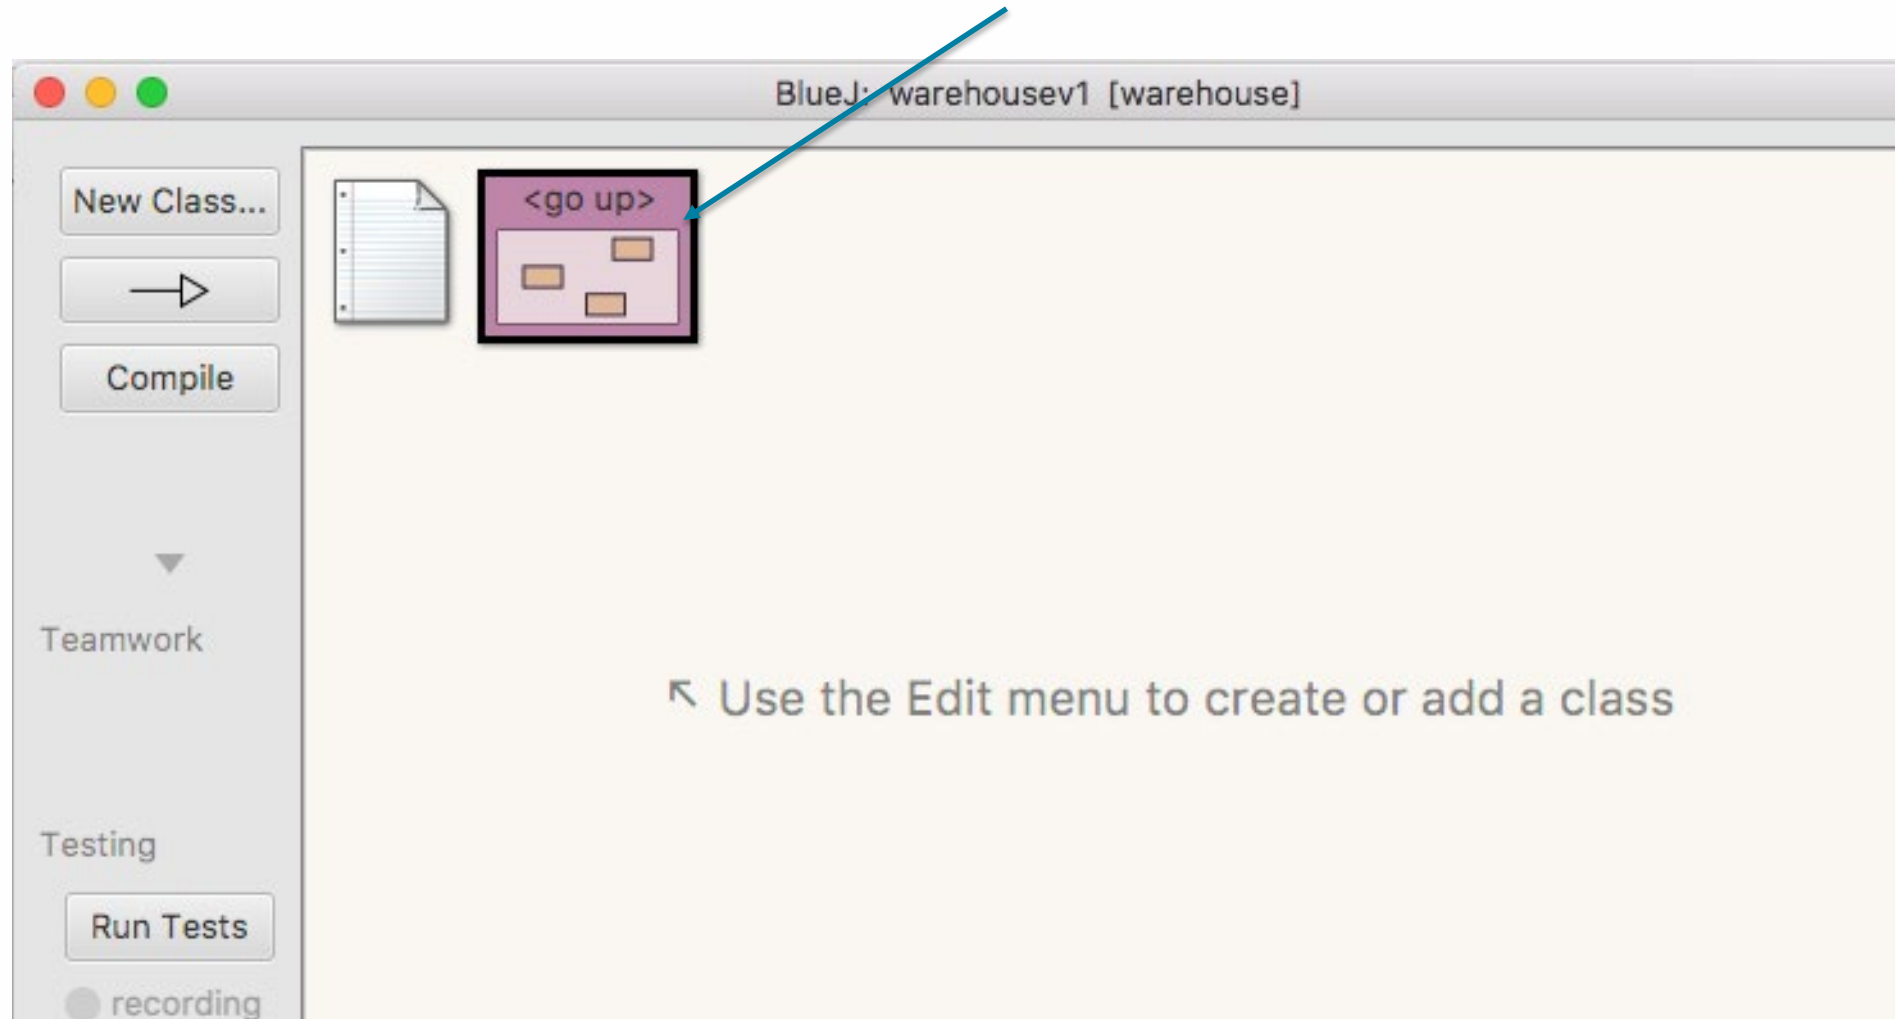 BlueJ: warehousev1 [warehouse]
New Class...
<go up>
Compile
Teamwork
↖ Use the Edit menu to create or add a class
Testing
Run Tests
recording